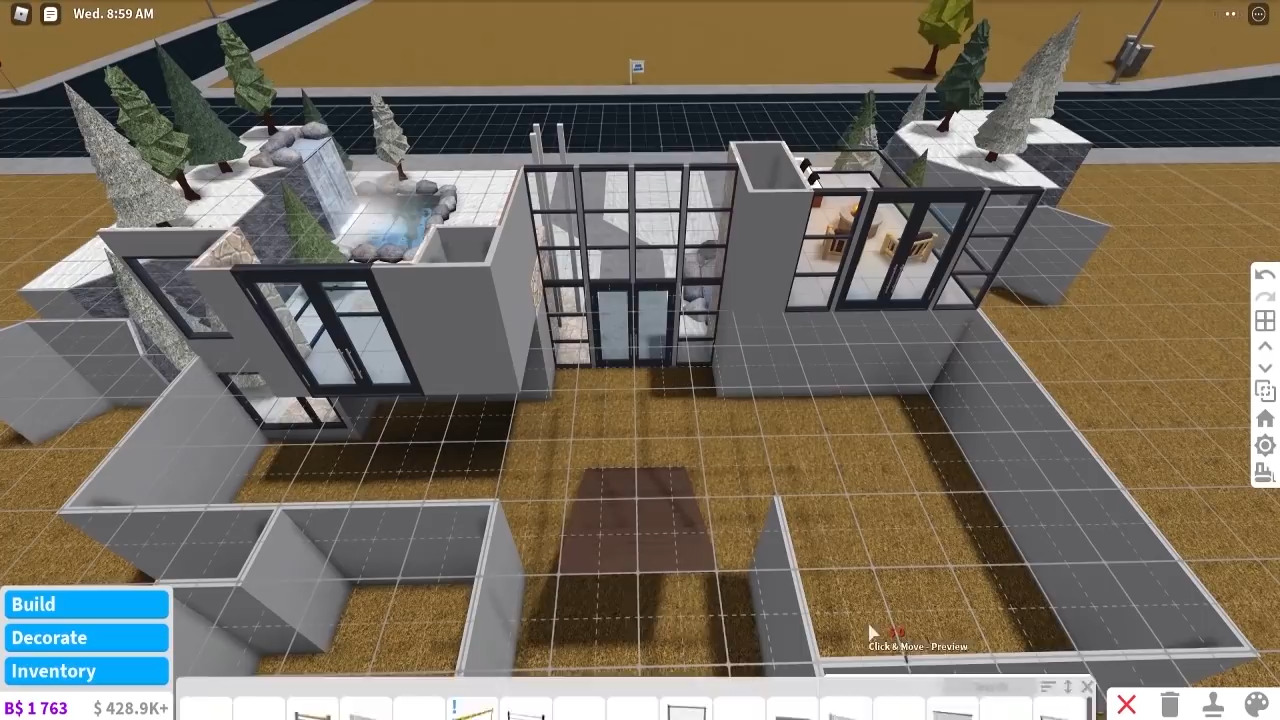 Wed. 8:59 AM
Click & Move - Preview
Build
Decorate
Inventory
B$ 1 763 $ 428.9K+